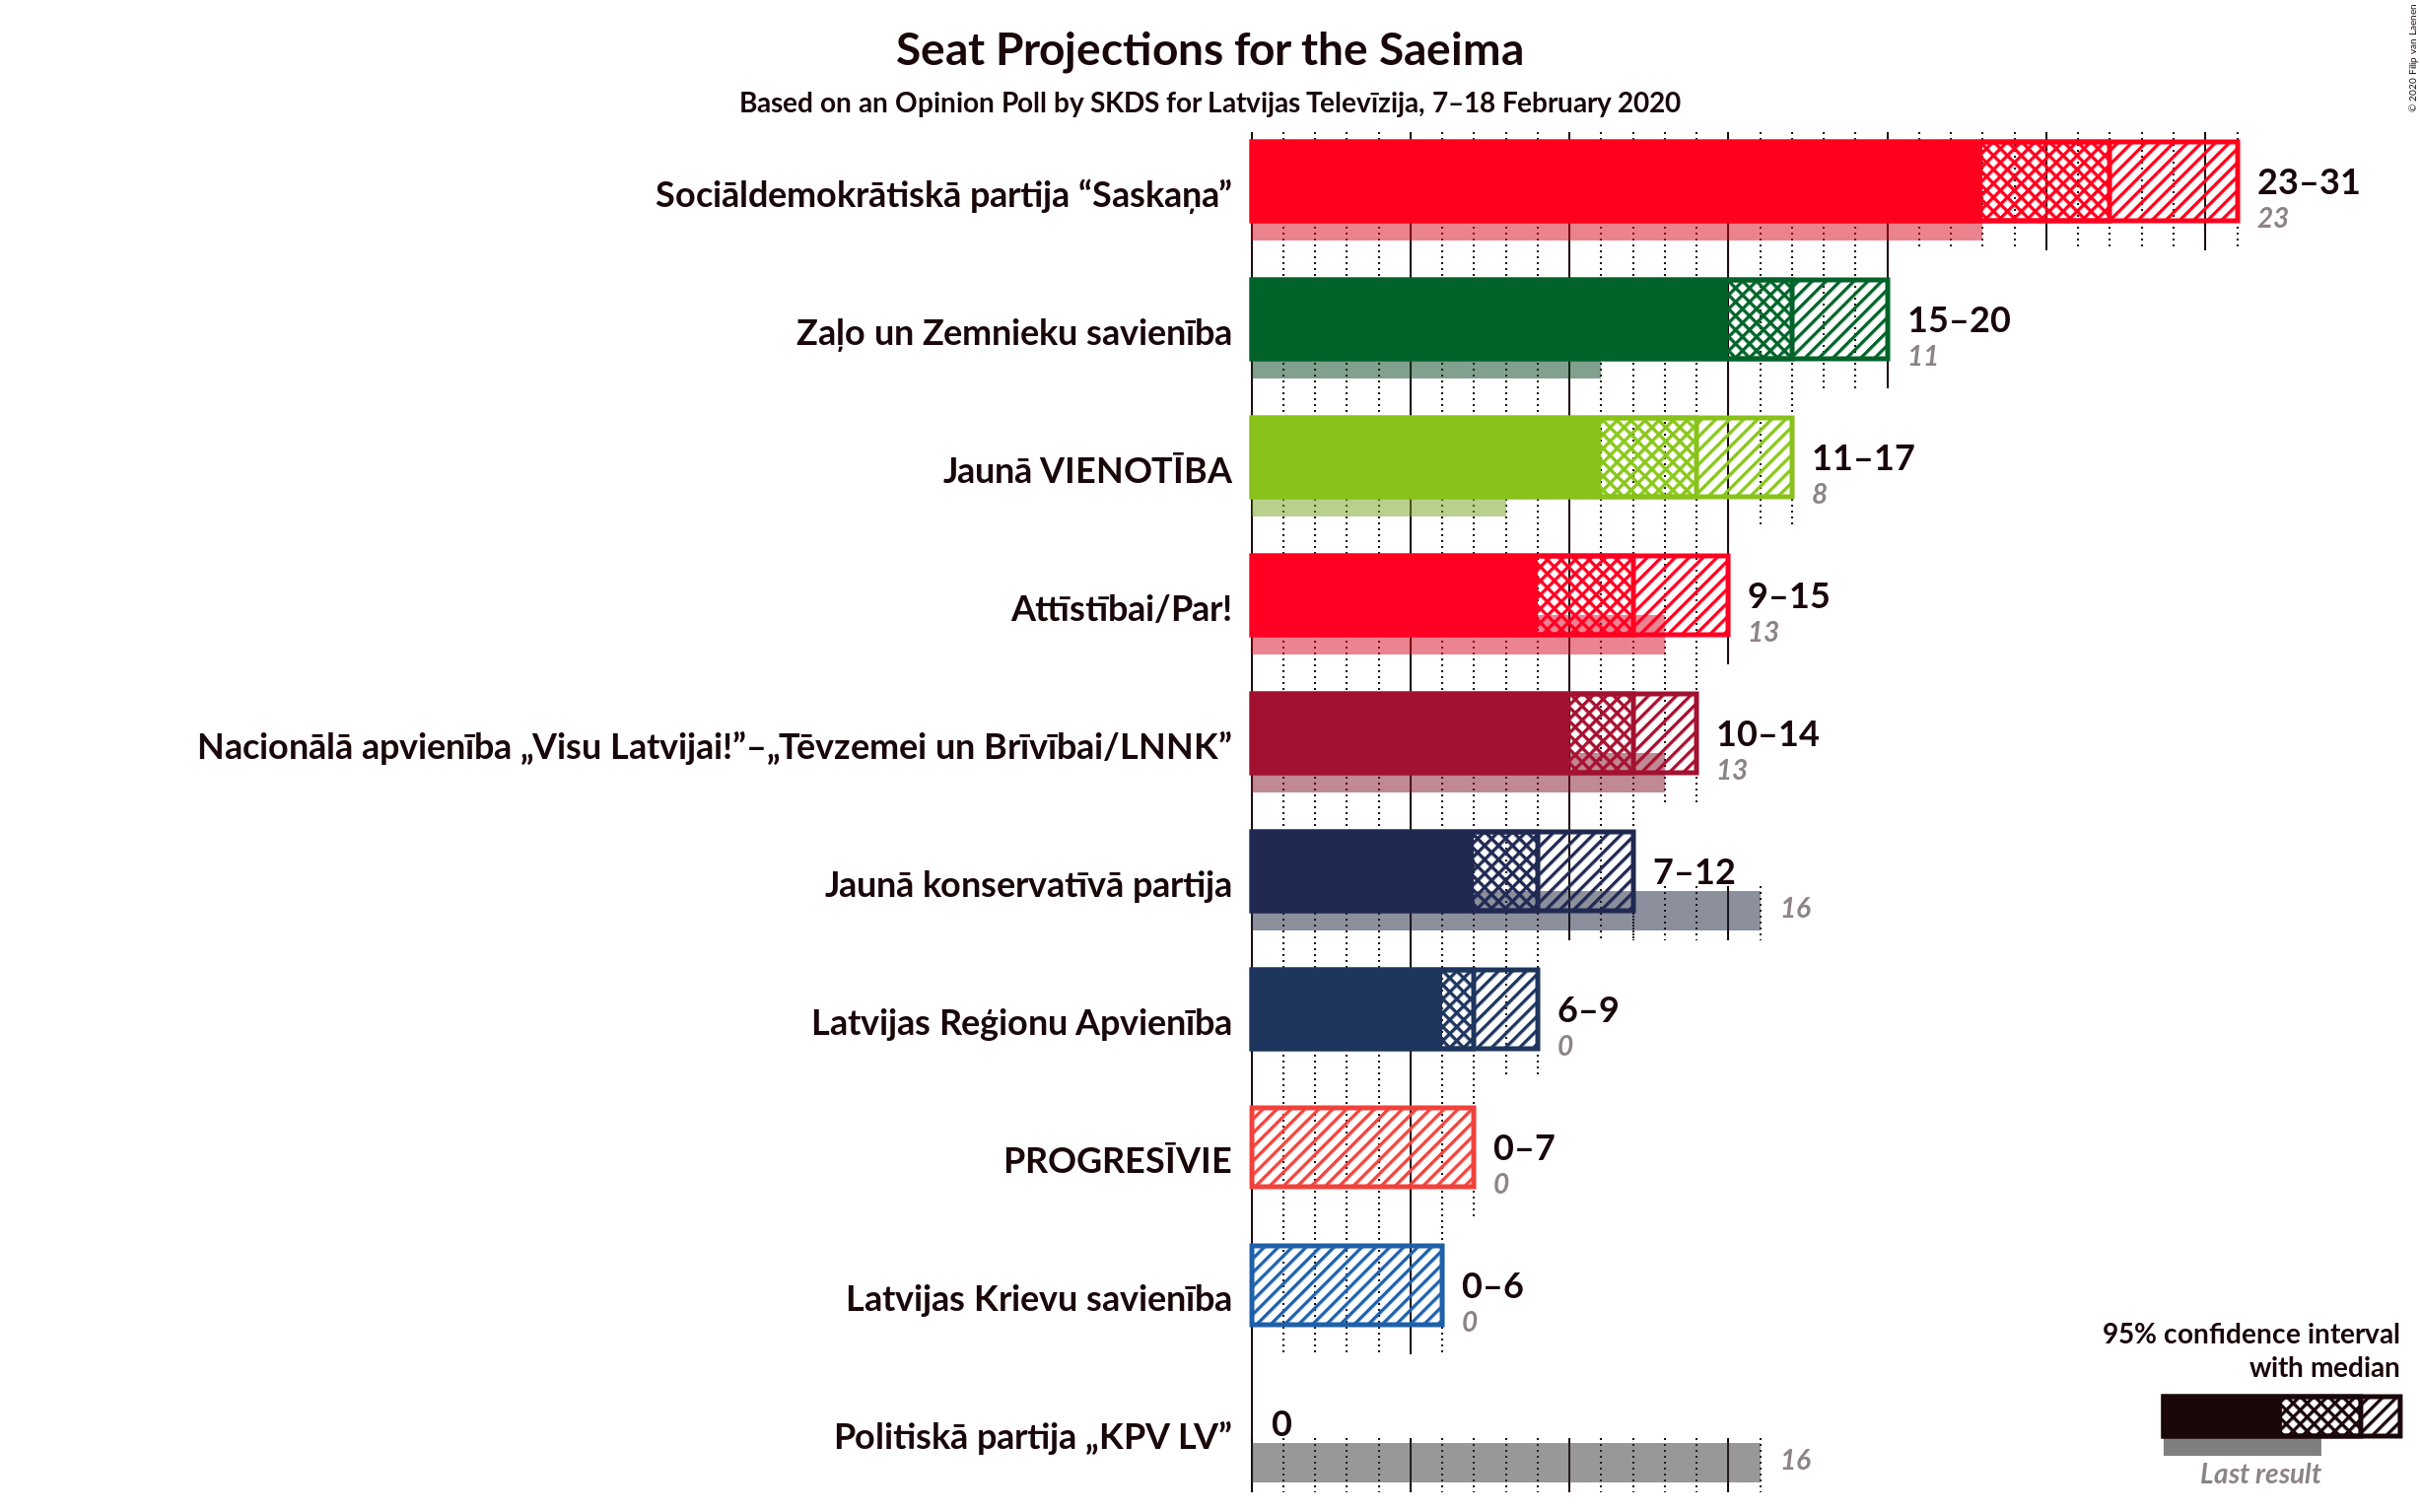 Seat Projections for the Saeima
Based on an Opinion Poll by SKDS for Latvijas Televīzija, 7–18 February 2020
© 2020 Filip van Laenen
Sociāldemokrātiskā partija “Saskaņa”
23–31
23
Zaļo un Zemnieku savienība
15–20
11
Jaunā VIENOTĪBA
11–17
8
Attīstībai/Par!
9–15
13
Nacionālā apvienība „Visu Latvijai!”–„Tēvzemei un Brīvībai/LNNK”
10–14
13
Jaunā konservatīvā partija
7–12
16
Latvijas Reģionu Apvienība
6–9
0
PROGRESĪVIE
0–7
0
Latvijas Krievu savienība
0–6
0
Politiskā partija „KPV LV”
0
16
95% confidence interval
with median
Last result